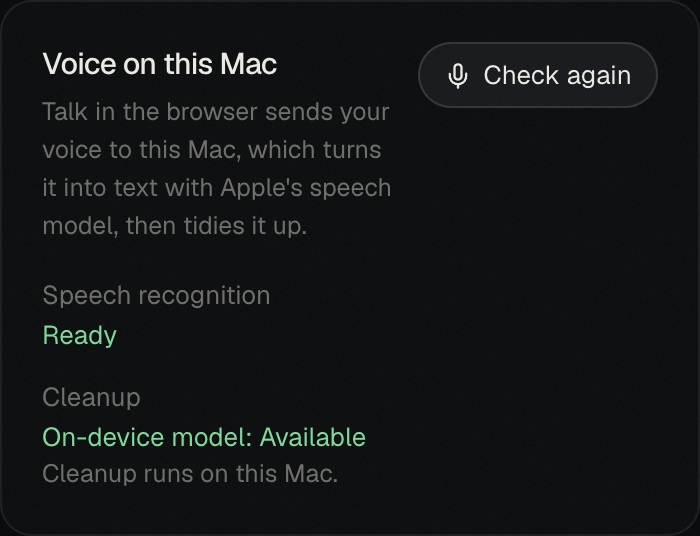 Voice on this Mac
Check again
Talk in the browser sends your
voice to this Mac, which turns
it into text with Apple's speech
model, then tidies it up.
Speech recognition
Ready
Cleanup
On-device model: Available
Cleanup runs on this Mac.